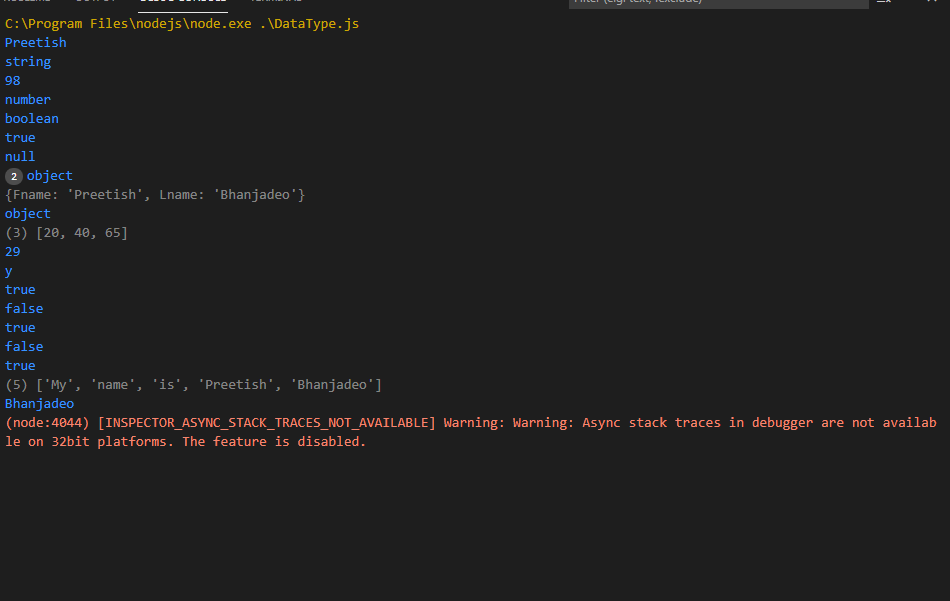 C:\Program Files\nodejs\node.exe .\DataType.js
Preetish
string
98
number
boolean
true
null
2 object
{Fname: 'Preetish', Lname: 'Bhanjadeo'}
object
(3) [20, 40, 65]
29
y
true
false
true
false
true
(5) ['My', 'name', 'is', 'Preetish', 'Bhanjadeo']
Bhanjadeo
(node:4044) [INSPECTOR_ASYNC_STACK_TRACES_NOT_AVAILABLE] Warning: Warning: Async stack traces in debugger are not availab
le on 32bit platforms. The feature is disabled.